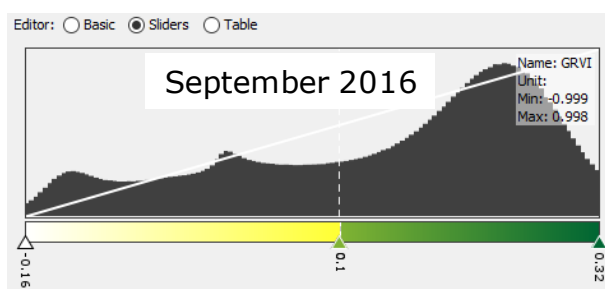 Editor: Basic Sliders Table
September 2016
Name: GRVI
Unit:
Min: -0.999
Max: 0.998
-0.16
0.1
0.32